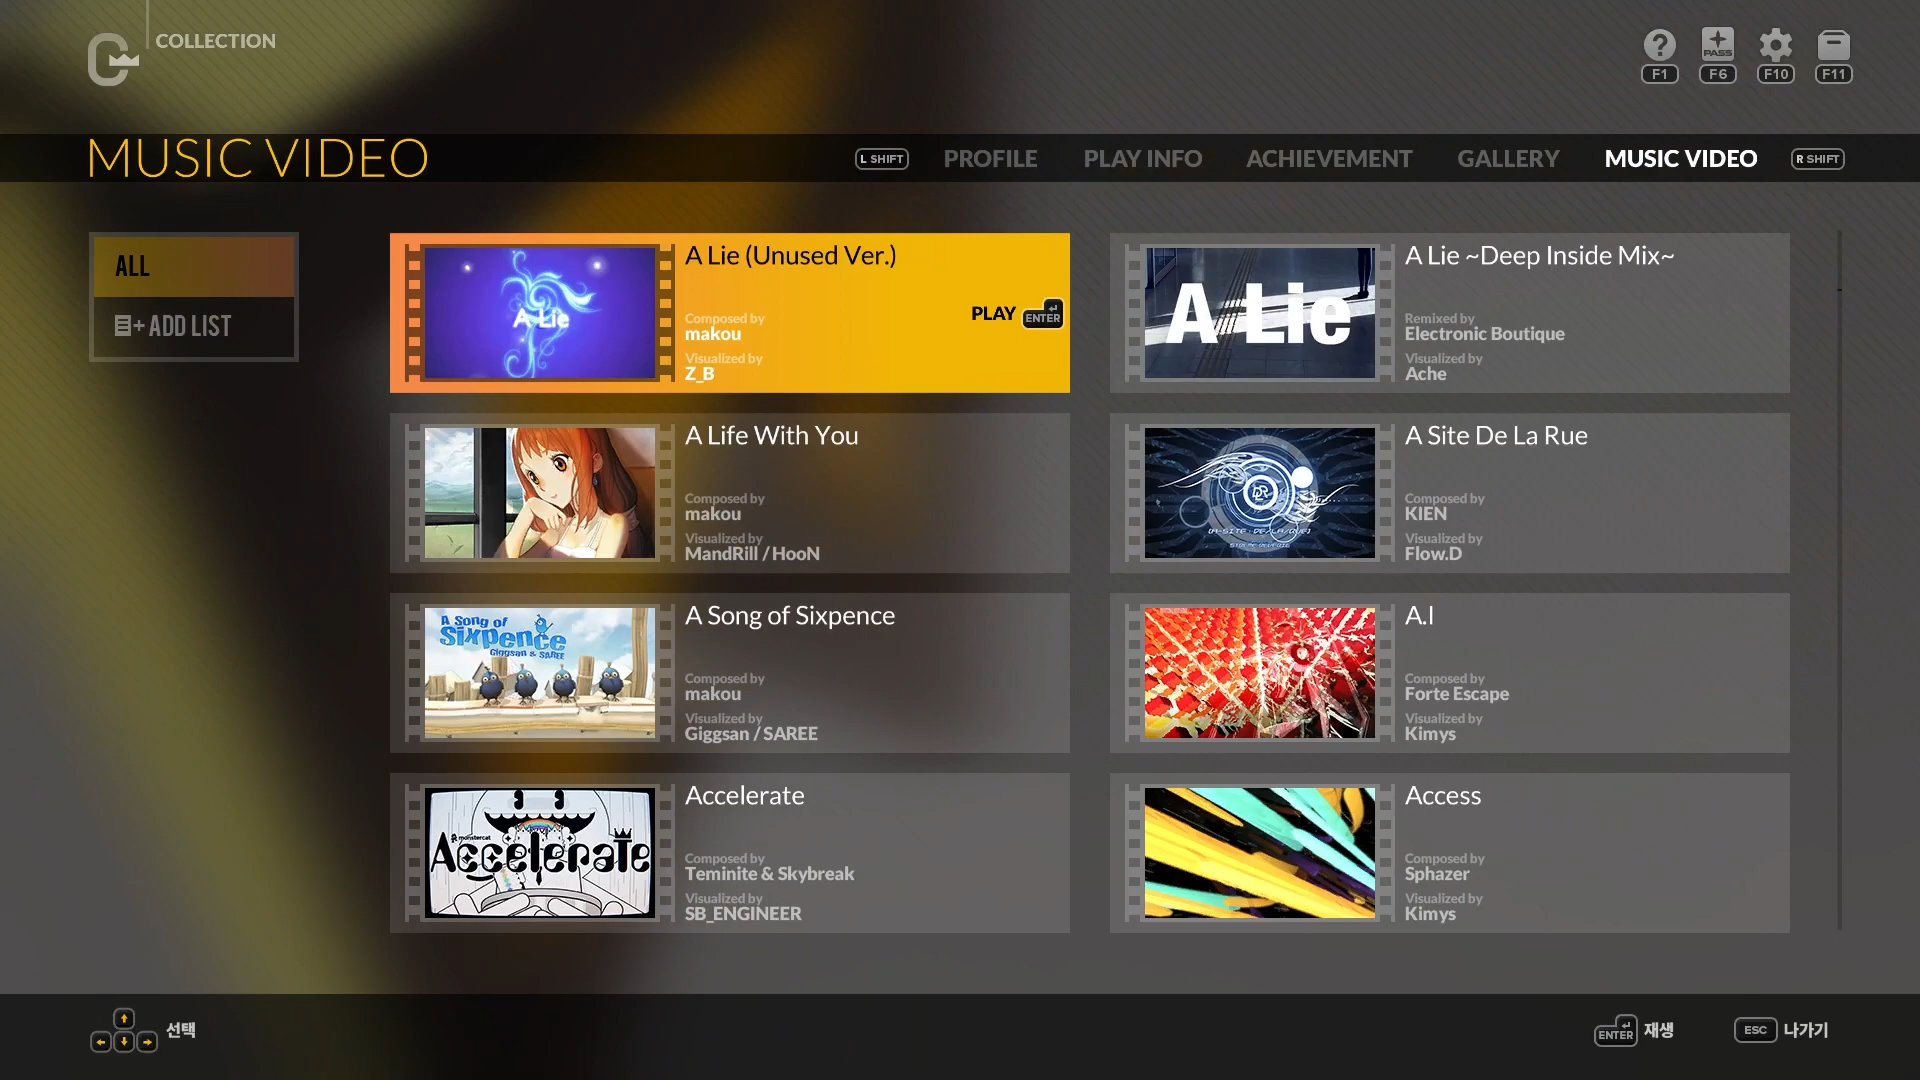 COLLECTION
F1
PASS
F6
F10
F11
MUSIC VIDEO
L SHIFT
PROFILE
PLAY INFO
ACHIEVEMENT
GALLERY
MUSIC VIDEO
R SHIFT
ALL
ADD LIST
A Lie
A Lie (Unused Ver.)
Composed by
makou
Visualized by
Z_B
PLAY
ENTER
A Lie
A Lie ~Deep Inside Mix~
Remixed by
Electronic Boutique
Visualized by
Ache
A Life With You
Composed by
makou
Visualized by
MandRill / HooN
A Site De La Rue
Composed by
KIEN
Visualized by
Flow.D
A Song of
Sixpence
Giggsan & SAREE
A Song of Sixpence
Composed by
makou
Visualized by
Giggsan / SAREE
A.I
Composed by
Forte Escape
Visualized by
Kimys
monstercat
Accelerate
Accelerate
Composed by
Teminite & Skybreak
Visualized by
SB_ENGINEER
Access
Composed by
Sphazer
Visualized by
Kimys
선택
ENTER
재생
ESC
나가기